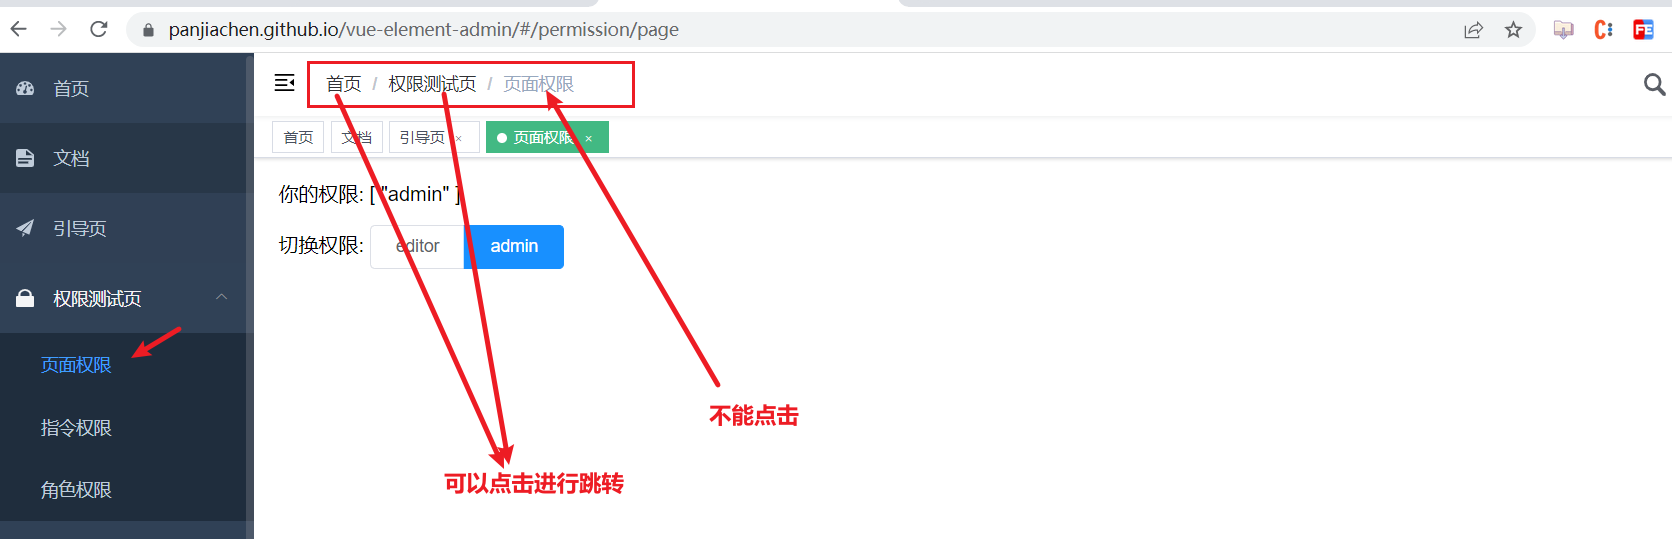 panjiachen.github.io/vue-element-admin/#/permission/page
首页
文档
引导页
权限测试页
页面权限
指令权限
角色权限
首页 / 权限测试页 / 页面权限
首页 文档 引导页 × 页面权限 ×
你的权限: [ "admin" ]
切换权限: editor admin
不能点击
可以点击进行跳转